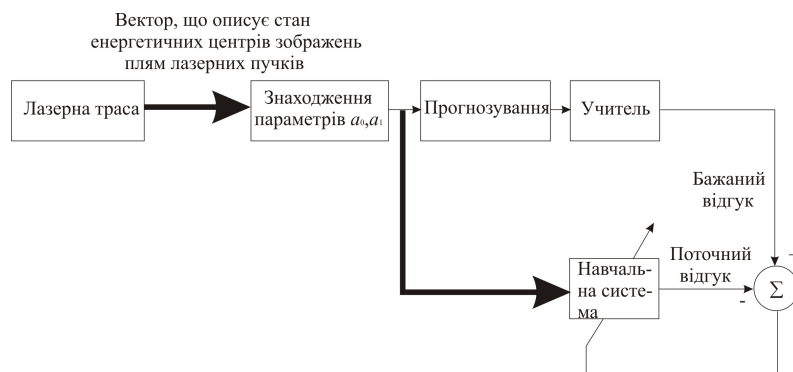 Вектор, що описує стан
енергетичних центрів зображень
плям лазерних пучків
Лазерна траса
Знаходження
параметрів a₀,a₁
Прогнозування
Учитель
Бажаний
відгук
Поточний
відгук
Навчаль-
на систе-
ма
Σ
-